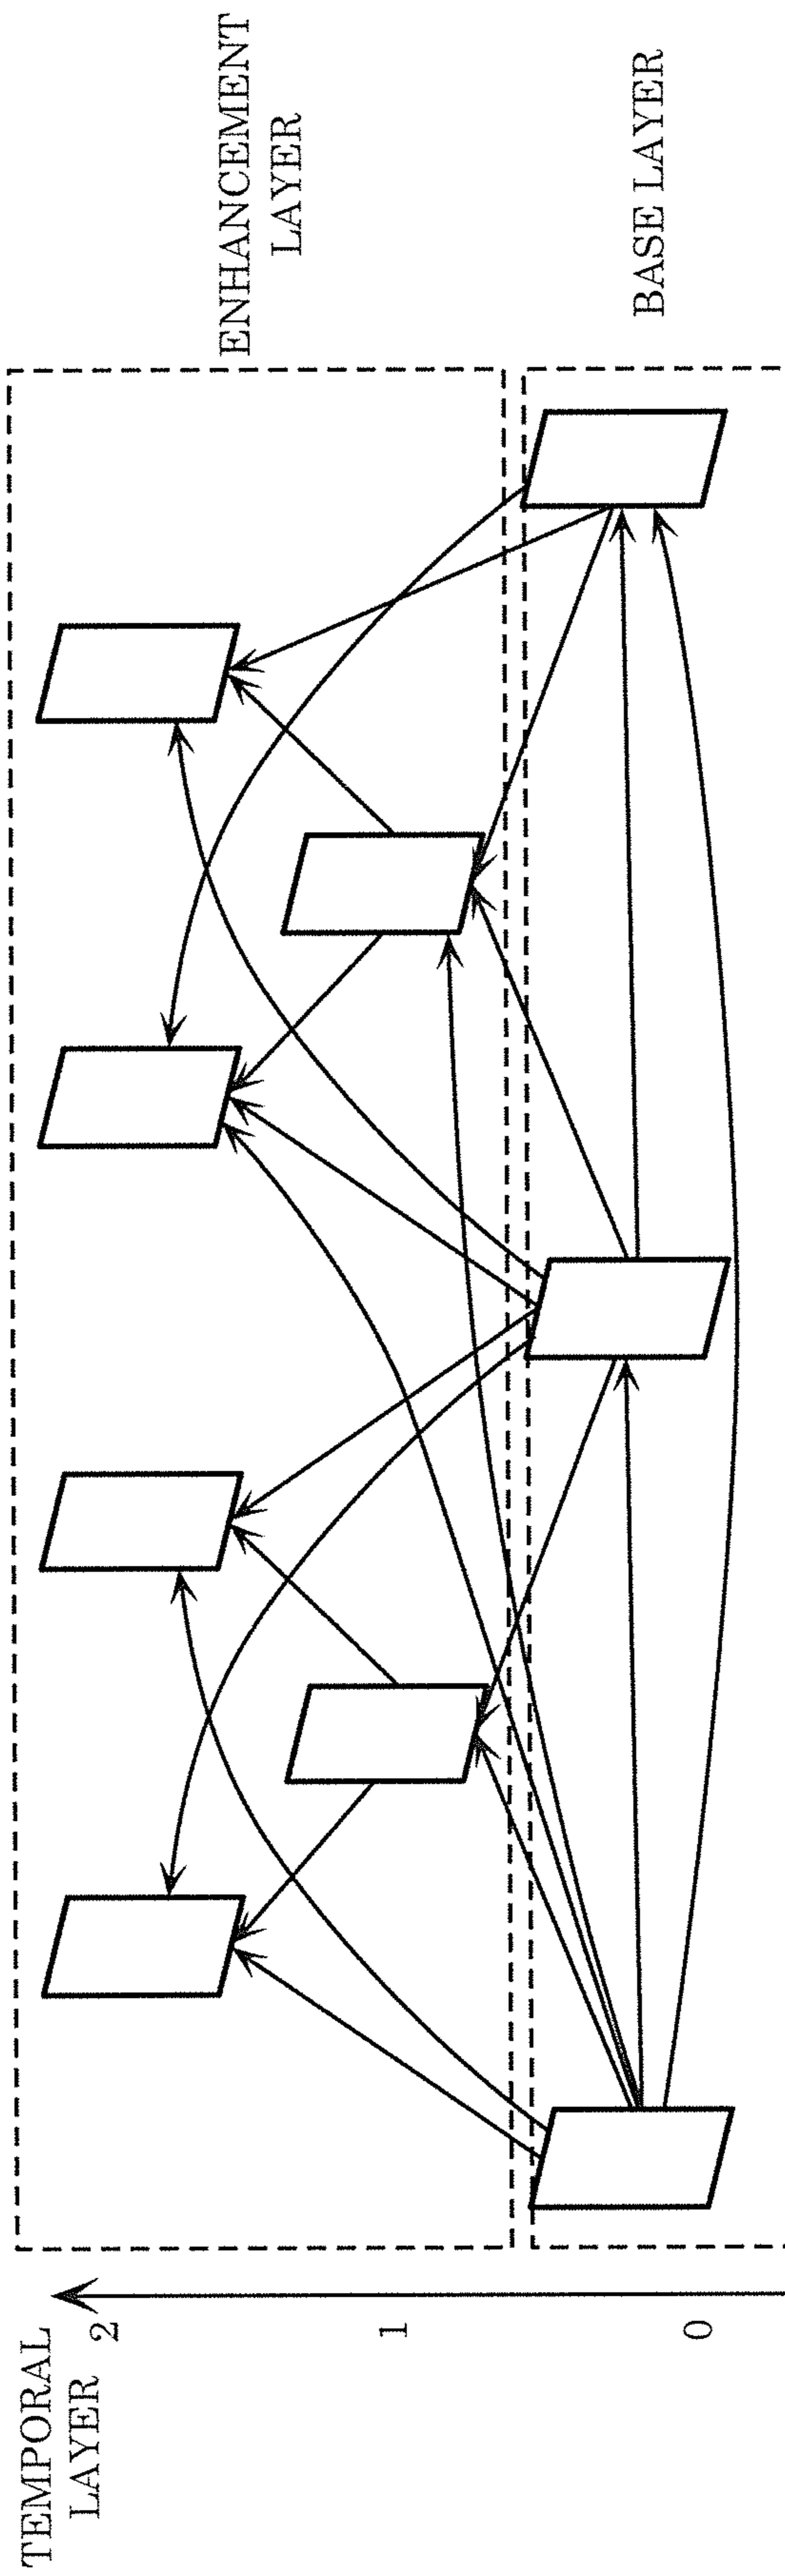 TEMPORAL
LAYER
2
1
0
ENHANCEMENT
LAYER
BASE LAYER